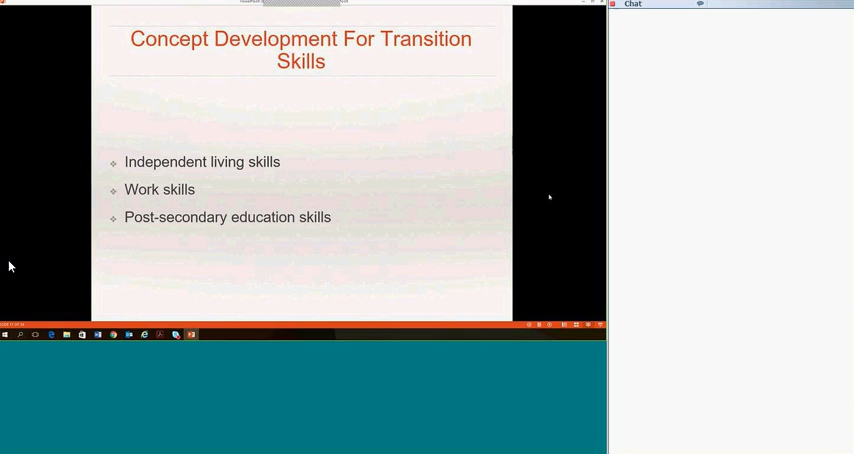 Chat
Concept Development For Transition
Skills
Independent living skills
Work skills
Post-secondary education skills